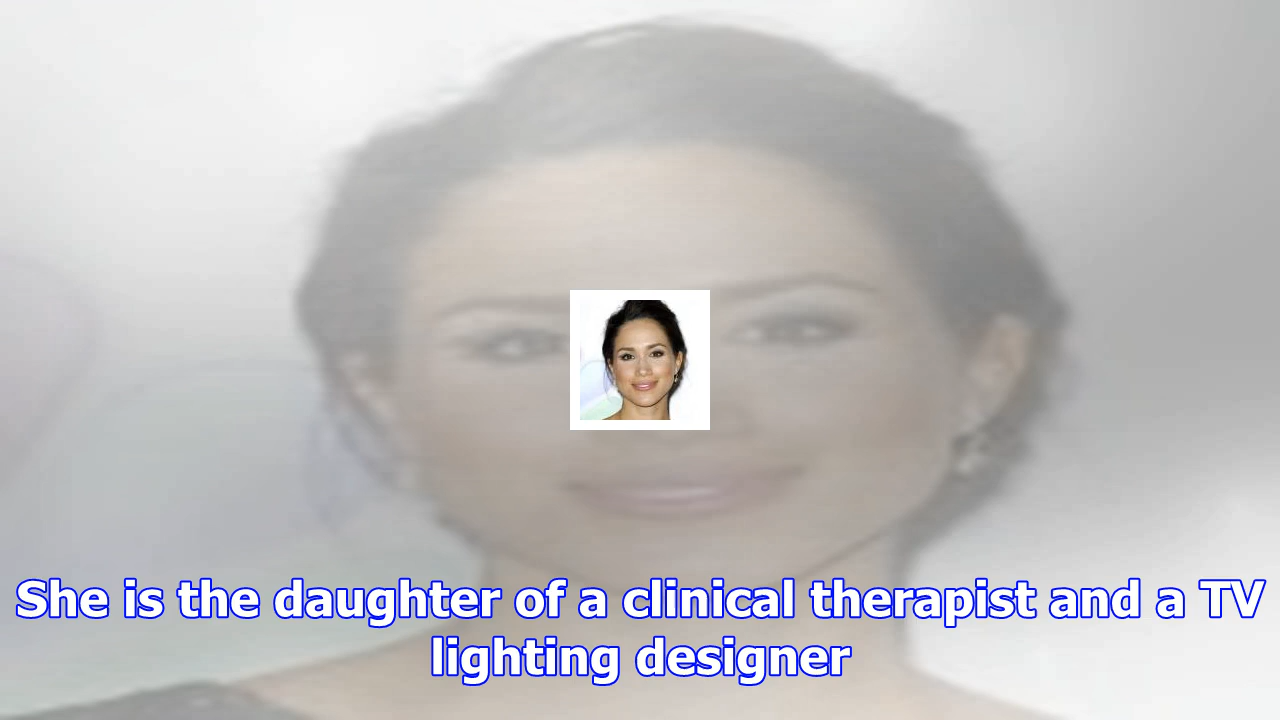 She is the daughter of a clinical therapist and a TV
lighting designer